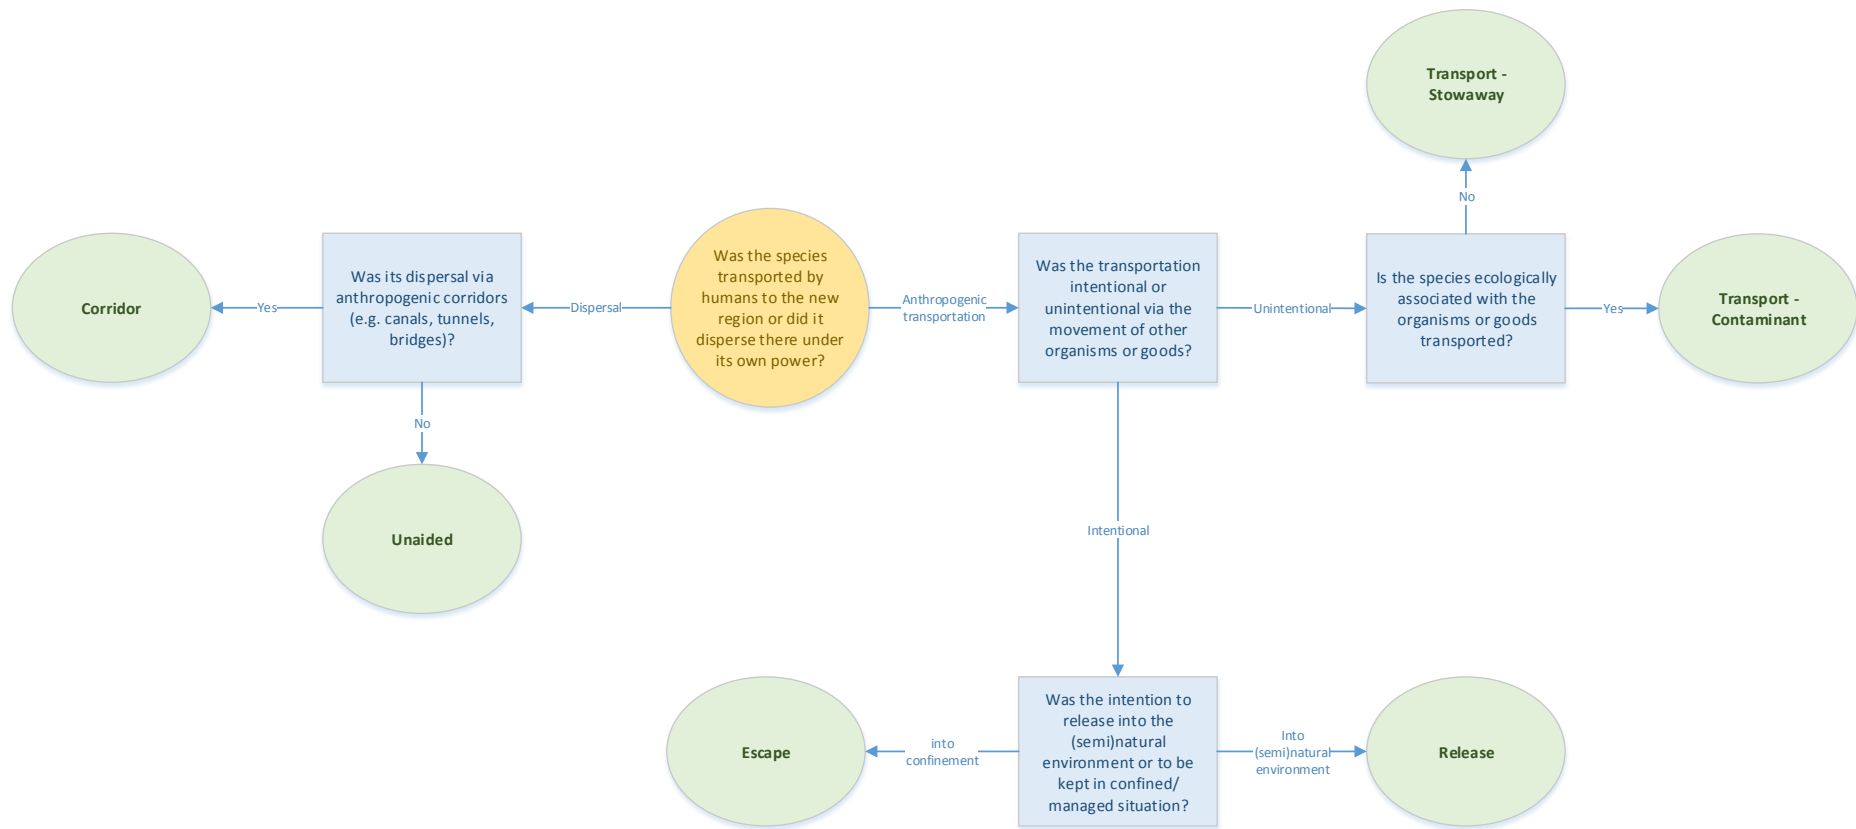 Transport -
Stowaway
No
Corridor
Yes
Was its dispersal via
anthropogenic corridors
(e.g. canals, tunnels,
bridges)?
Dispersal
Was the species
transported by
humans to the new
region or did it
disperse there under
its own power?
Anthropogenic
transportation
Was the transportation
intentional or
unintentional via the
movement of other
organisms or goods?
Unintentional
Is the species ecologically
associated with the
organisms or goods
transported?
Yes
Transport -
Contaminant
No
Unaided
Intentional
Escape
into
confinement
Was the intention to
release into the
(semi)natural
environment or to be
kept in confined/
managed situation?
Into
(semi)natural
environment
Release